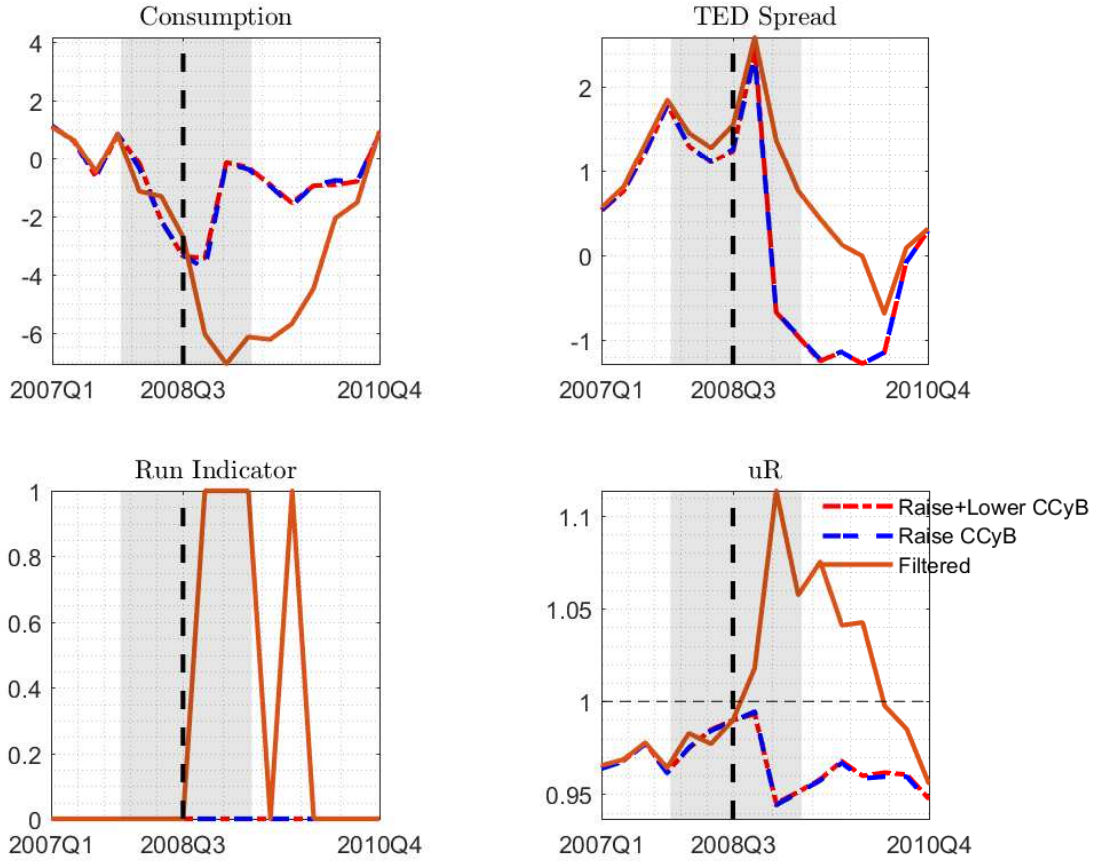 Consumption
4
2
0
-2
-4
-6
2007Q1 2008Q3 2010Q4
TED Spread
2
1
0
-1
2007Q1 2008Q3 2010Q4
Run Indicator
1
0.8
0.6
0.4
0.2
0
2007Q1 2008Q3 2010Q4
uR
1.1
1.05
1
0.95
2007Q1 2008Q3 2010Q4
Raise+Lower CCyB
Raise CCyB
Filtered